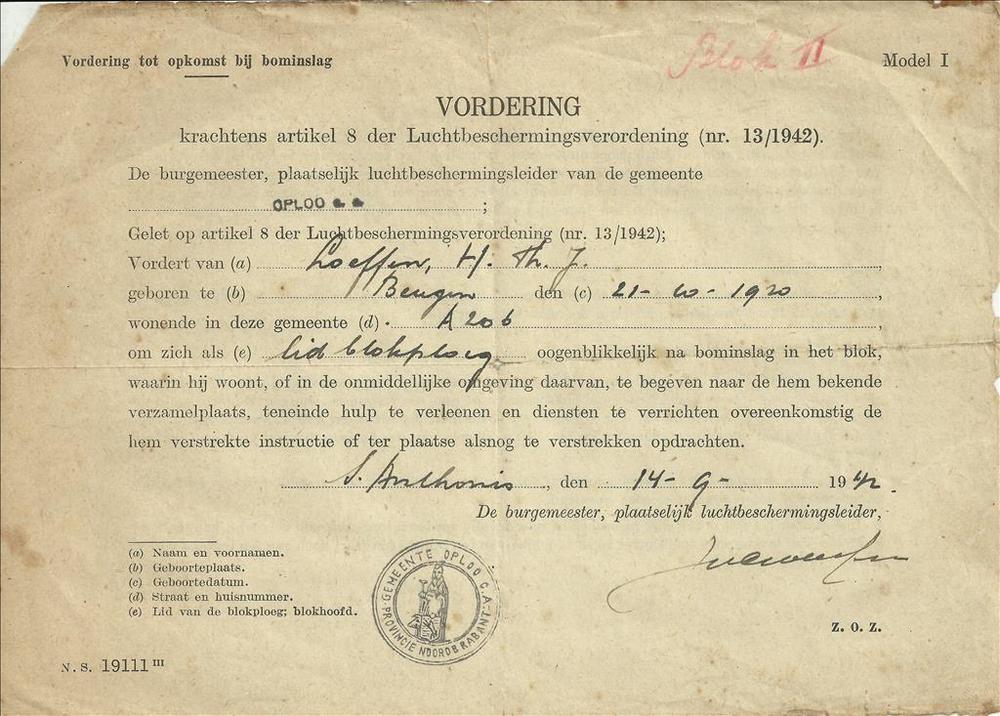 Vordering tot opkomst bij bominslag
Blok II
Model I
VORDERING
krachtens artikel 8 der Luchtbeschermingsverordening (nr. 13/1942).
De burgemeester, plaatselijk luchtbeschermingsleider van de gemeente
OPLOO a a ;
Gelet op artikel 8 der Luchtbeschermingsverordening (nr. 13/1942);
Vordert van (a) Loeffen, H. Th. J. ,
geboren te (b) Beugen den (c) 21-10-1920 ,
wonende in deze gemeente (d) A 206 ,
om zich als (e) lid blokploeg oogenblikkelijk na bominslag in het blok,
waarin hij woont, of in de onmiddellijke omgeving daarvan, te begeven naar de hem bekende
verzamelplaats, teneinde hulp te verleenen en diensten te verrichten overeenkomstig de
hem verstrekte instructie of ter plaatse alsnog te verstrekken opdrachten.
S. Anthonis, den 14-9-1942.
De burgemeester, plaatselijk luchtbeschermingsleider,
(a) Naam en voornamen.
(b) Geboorteplaats.
(c) Geboortedatum.
(d) Straat en huisnummer.
(e) Lid van de blokploeg; blokhoofd.
GEMEENTE OPLOO C.A.
PROVINCIE NOORDBRABANT
Z. O. Z.
N. S. 19111 III